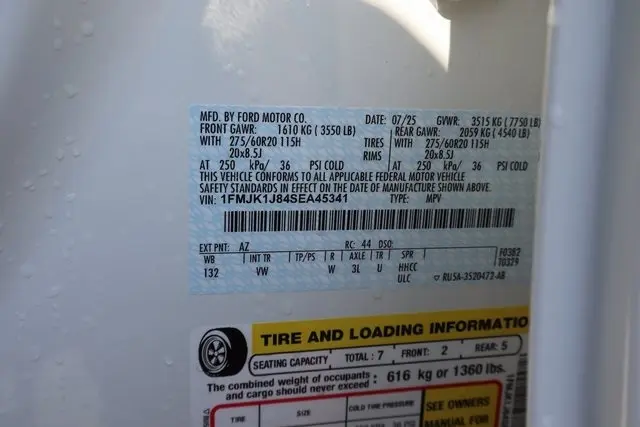 MFD. BY FORD MOTOR CO. DATE: 07/25 GVWR: 3515 KG ( 7750 LB)
FRONT GAWR: 1610 KG ( 3550 LB) REAR GAWR: 2059 KG ( 4540 LB)
WITH 275/60R20 115H TIRES WITH 275/60R20 115H
20x8.5J RIMS 20x8.5J
AT 250 kPa/ 36 PSI COLD AT 250 kPa/ 36 PSI COLD
THIS VEHICLE CONFORMS TO ALL APPLICABLE FEDERAL MOTOR VEHICLE
SAFETY STANDARDS IN EFFECT ON THE DATE OF MANUFACTURE SHOWN ABOVE.
VIN: 1FMJK1J84SEA45341 TYPE: MPV
EXT PNT: AZ RC: 44 DSO:
WB INT TR TP/PS R AXLE TR SPR F0382
132 VW W 3L U HHCC T0329
ULC RU5A-3520472-AB
TIRE AND LOADING INFORMATIO
SEATING CAPACITY TOTAL : 7 FRONT: 2 REAR: 5
The combined weight of occupants
and cargo should never exceed : 616 kg or 1360 lbs.
TIRE SIZE COLD TIRE PRESSURE SEE OWNERS
MANUAL FOR